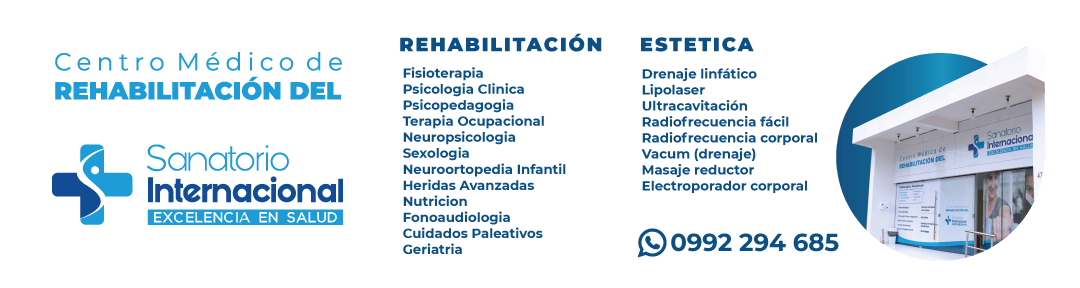 Centro Médico de
REHABILITACIÓN DEL
Sanatorio
Internacional
EXCELENCIA EN SALUD
REHABILITACIÓN
Fisioterapia
Psicologia Clinica
Psicopedagogia
Terapia Ocupacional
Neuropsicologia
Sexologia
Neuroortopedia Infantil
Heridas Avanzadas
Nutricion
Fonoaudiologia
Cuidados Paleativos
Geriatria
ESTETICA
Drenaje linfático
Lipolaser
Ultracavitación
Radiofrecuencia fácil
Radiofrecuencia corporal
Vacum (drenaje)
Masaje reductor
Electroporador corporal
0992 294 685
Centro Médico de
REHABILITACIÓN DEL
Sanatorio
Internacional
EXCELENCIA EN SALUD